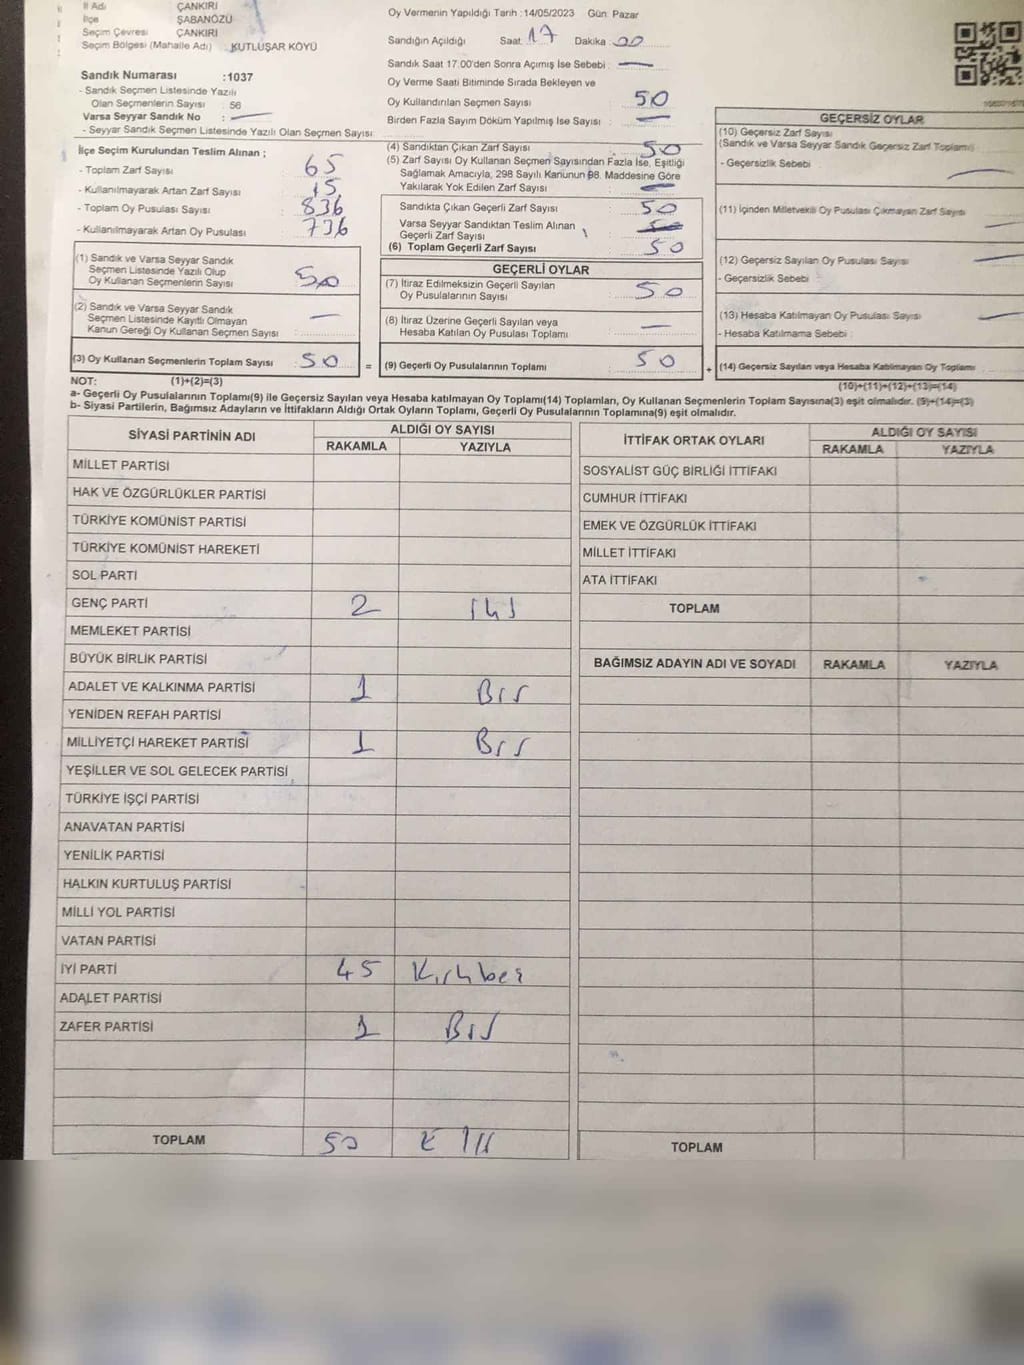 İl Adı ÇANKIRI
İlçe ŞABANÖZÜ
Seçim Çevresi ÇANKIRI
Seçim Bölgesi (Mahalle Adı) : KUTLUŞAR KÖYÜ
Sandık Numarası :1037
- Sandık Seçmen Listesinde Yazılı
Olan Seçmenlerin Sayısı : 56
Varsa Seyyar Sandık No : —
- Seyyar Sandık Seçmen Listesinde Yazılı Olan Seçmen Sayısı:
Oy Vermenin Yapıldığı Tarih :14/05/2023 Gün: Pazar
Sandığın Açıldığı Saat 17 Dakika 00
Sandık Saat 17.00'den Sonra Açımış İse Sebebi : —
Oy Verme Saati Bitiminde Sırada Bekleyen ve
Oy Kullandırılan Seçmen Sayısı : 50
Birden Fazla Sayım Döküm Yapılmış İse Sayısı : —
İlçe Seçim Kurulundan Teslim Alınan ;
- Toplam Zarf Sayısı : 65
- Kullanılmayarak Artan Zarf Sayısı : 15
- Toplam Oy Pusulası Sayısı : 836
- Kullanılmayarak Artan Oy Pusulası : 736
(1) Sandık ve Varsa Seyyar Sandık
Seçmen Listesinde Yazılı Olup
Oy Kullanan Seçmenlerin Sayısı : 50
(2) Sandık ve Varsa Seyyar Sandık
Seçmen Listesinde Kayıtlı Olmayan
Kanun Gereği Oy Kullanan Seçmen Sayısı : —
(3) Oy Kullanan Seçmenlerin Toplam Sayısı : 50 =
(4) Sandıktan Çıkan Zarf Sayısı : 50
(5) Zarf Sayısı Oy Kullanan Seçmen Sayısından Fazla İse, Eşitliği
Sağlamak Amacıyla, 298 Sayılı Kanunun 98. Maddesine Göre
Yakılarak Yok Edilen Zarf Sayısı : —
Sandıkta Çıkan Geçerli Zarf Sayısı : 50
Varsa Seyyar Sandıktan Teslim Alınan
Geçerli Zarf Sayısı
(6) Toplam Geçerli Zarf Sayısı : 50
GEÇERLİ OYLAR
(7) İtiraz Edilmeksizin Geçerli Sayılan
Oy Pusulalarının Sayısı : 50
(8) İtiraz Üzerine Geçerli Sayılan veya
Hesaba Katılan Oy Pusulası Toplamı : —
(9) Geçerli Oy Pusulalarının Toplamı : 50 +
GEÇERSİZ OYLAR
(10) Geçersiz Zarf Sayısı
(Sandık ve Varsa Seyyar Sandık Geçersiz Zarf Toplamı)
- Geçersizlik Sebebi : —
(11) İçinden Milletvekili Oy Pusulası Çıkmayan Zarf Sayısı —
(12) Geçersiz Sayılan Oy Pusulası Sayısı : —
- Geçersizlik Sebebi :
(13) Hesaba Katılmayan Oy Pusulası Sayısı —
- Hesaba Katılmama Sebebi :
(14) Geçersiz Sayılan veya Hesaba Katılmayan Oy Toplamı
NOT: (1)+(2)=(3) (10)+(11)+(12)+(13)=(14)
a- Geçerli Oy Pusulalarının Toplamı(9) ile Geçersiz Sayılan veya Hesaba katılmayan Oy Toplamı(14) Toplamları, Oy Kullanan Seçmenlerin Toplam Sayısına(3) eşit olmalıdır. (9)+(14)=(3)
b- Siyasi Partilerin, Bağımsız Adayların ve İttifakların Aldığı Ortak Oyların Toplamı, Geçerli Oy Pusulalarının Toplamına(9) eşit olmalıdır.
SİYASİ PARTİNİN ADI ALDIĞI OY SAYISI
RAKAMLA YAZIYLA
MİLLET PARTİSİ
HAK VE ÖZGÜRLÜKLER PARTİSİ
TÜRKİYE KOMÜNİST PARTİSİ
TÜRKİYE KOMÜNİST HAREKETİ
SOL PARTİ
GENÇ PARTİ 2 İki
MEMLEKET PARTİSİ
BÜYÜK BİRLİK PARTİSİ
ADALET VE KALKINMA PARTİSİ 1 Bir
YENİDEN REFAH PARTİSİ
MİLLİYETÇİ HAREKET PARTİSİ 1 Bir
YEŞİLLER VE SOL GELECEK PARTİSİ
TÜRKİYE İŞÇİ PARTİSİ
ANAVATAN PARTİSİ
YENİLİK PARTİSİ
HALKIN KURTULUŞ PARTİSİ
MİLLİ YOL PARTİSİ
VATAN PARTİSİ
İYİ PARTİ 45 Kırkbeş
ADALET PARTİSİ
ZAFER PARTİSİ 1 Bir
TOPLAM 50 Elli
İTTİFAK ORTAK OYLARI ALDIĞI OY SAYISI
RAKAMLA YAZIYLA
SOSYALİST GÜÇ BİRLİĞİ İTTİFAKI
CUMHUR İTTİFAKI
EMEK VE ÖZGÜRLÜK İTTİFAKI
MİLLET İTTİFAKI
ATA İTTİFAKI
TOPLAM
BAĞIMSIZ ADAYIN ADI VE SOYADI RAKAMLA YAZIYLA
TOPLAM